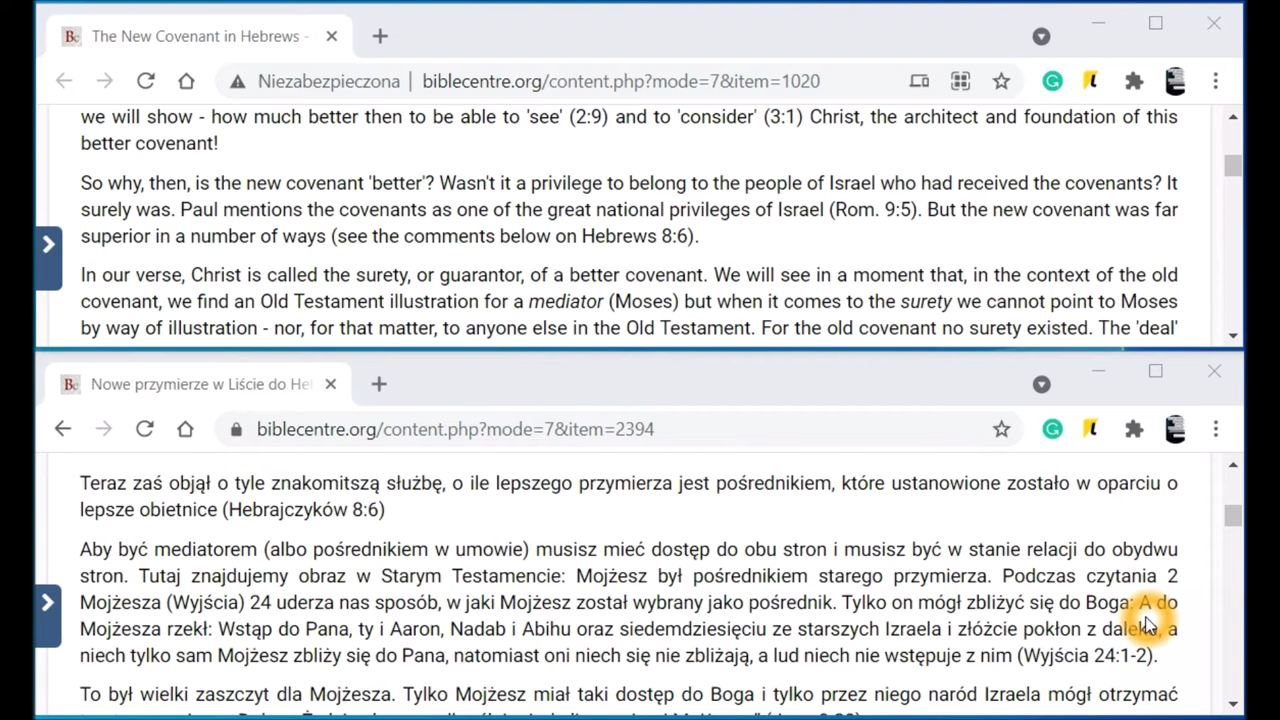 The New Covenant in Hebrews -
Niezabezpieczona | biblecentre.org/content.php?mode=7&item=1020
we will show - how much better then to be able to 'see' (2:9) and to 'consider' (3:1) Christ, the architect and foundation of this
better covenant!
So why, then, is the new covenant 'better'? Wasn't it a privilege to belong to the people of Israel who had received the covenants? It
surely was. Paul mentions the covenants as one of the great national privileges of Israel (Rom. 9:5). But the new covenant was far
superior in a number of ways (see the comments below on Hebrews 8:6).
In our verse, Christ is called the surety, or guarantor, of a better covenant. We will see in a moment that, in the context of the old
covenant, we find an Old Testament illustration for a mediator (Moses) but when it comes to the surety we cannot point to Moses
by way of illustration - nor, for that matter, to anyone else in the Old Testament. For the old covenant no surety existed. The 'deal'
Nowe przymierze w Liście do He
biblecentre.org/content.php?mode=7&item=2394
Teraz zaś objął o tyle znakomitszą służbę, o ile lepszego przymierza jest pośrednikiem, które ustanowione zostało w oparciu o
lepsze obietnice (Hebrajczyków 8:6)
Aby być mediatorem (albo pośrednikiem w umowie) musisz mieć dostęp do obu stron i musisz być w stanie relacji do obydwu
stron. Tutaj znajdujemy obraz w Starym Testamencie: Mojżesz był pośrednikiem starego przymierza. Podczas czytania 2
Mojżesza (Wyjścia) 24 uderza nas sposób, w jaki Mojżesz został wybrany jako pośrednik. Tylko on mógł zbliżyć się do Boga: A do
Mojżesza rzekł: Wstąp do Pana, ty i Aaron, Nadab i Abihu oraz siedemdziesięciu ze starszych Izraela i złóżcie pokłon z daleka, a
niech tylko sam Mojżesz zbliży się do Pana, natomiast oni niech się nie zbliżają, a lud niech nie wstępuje z nim (Wyjścia 24:1-2).
To był wielki zaszczyt dla Mojżesza. Tylko Mojżesz miał taki dostęp do Boga i tylko przez niego naród Izraela mógł otrzymać